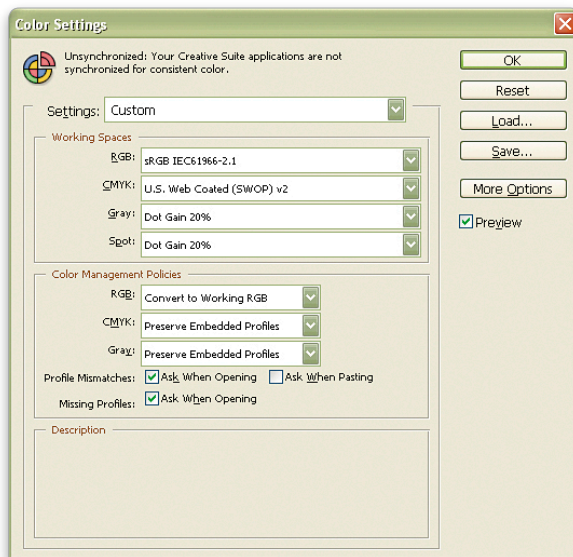 Color Settings
Unsynchronized: Your Creative Suite applications are not
synchronized for consistent color.
Settings: Custom
Working Spaces
RGB: sRGB IEC61966-2.1
CMYK: U.S. Web Coated (SWOP) v2
Gray: Dot Gain 20%
Spot: Dot Gain 20%
Color Management Policies
RGB: Convert to Working RGB
CMYK: Preserve Embedded Profiles
Gray: Preserve Embedded Profiles
Profile Mismatches: Ask When Opening Ask When Pasting
Missing Profiles: Ask When Opening
Description
OK
Reset
Load...
Save...
More Options
Preview